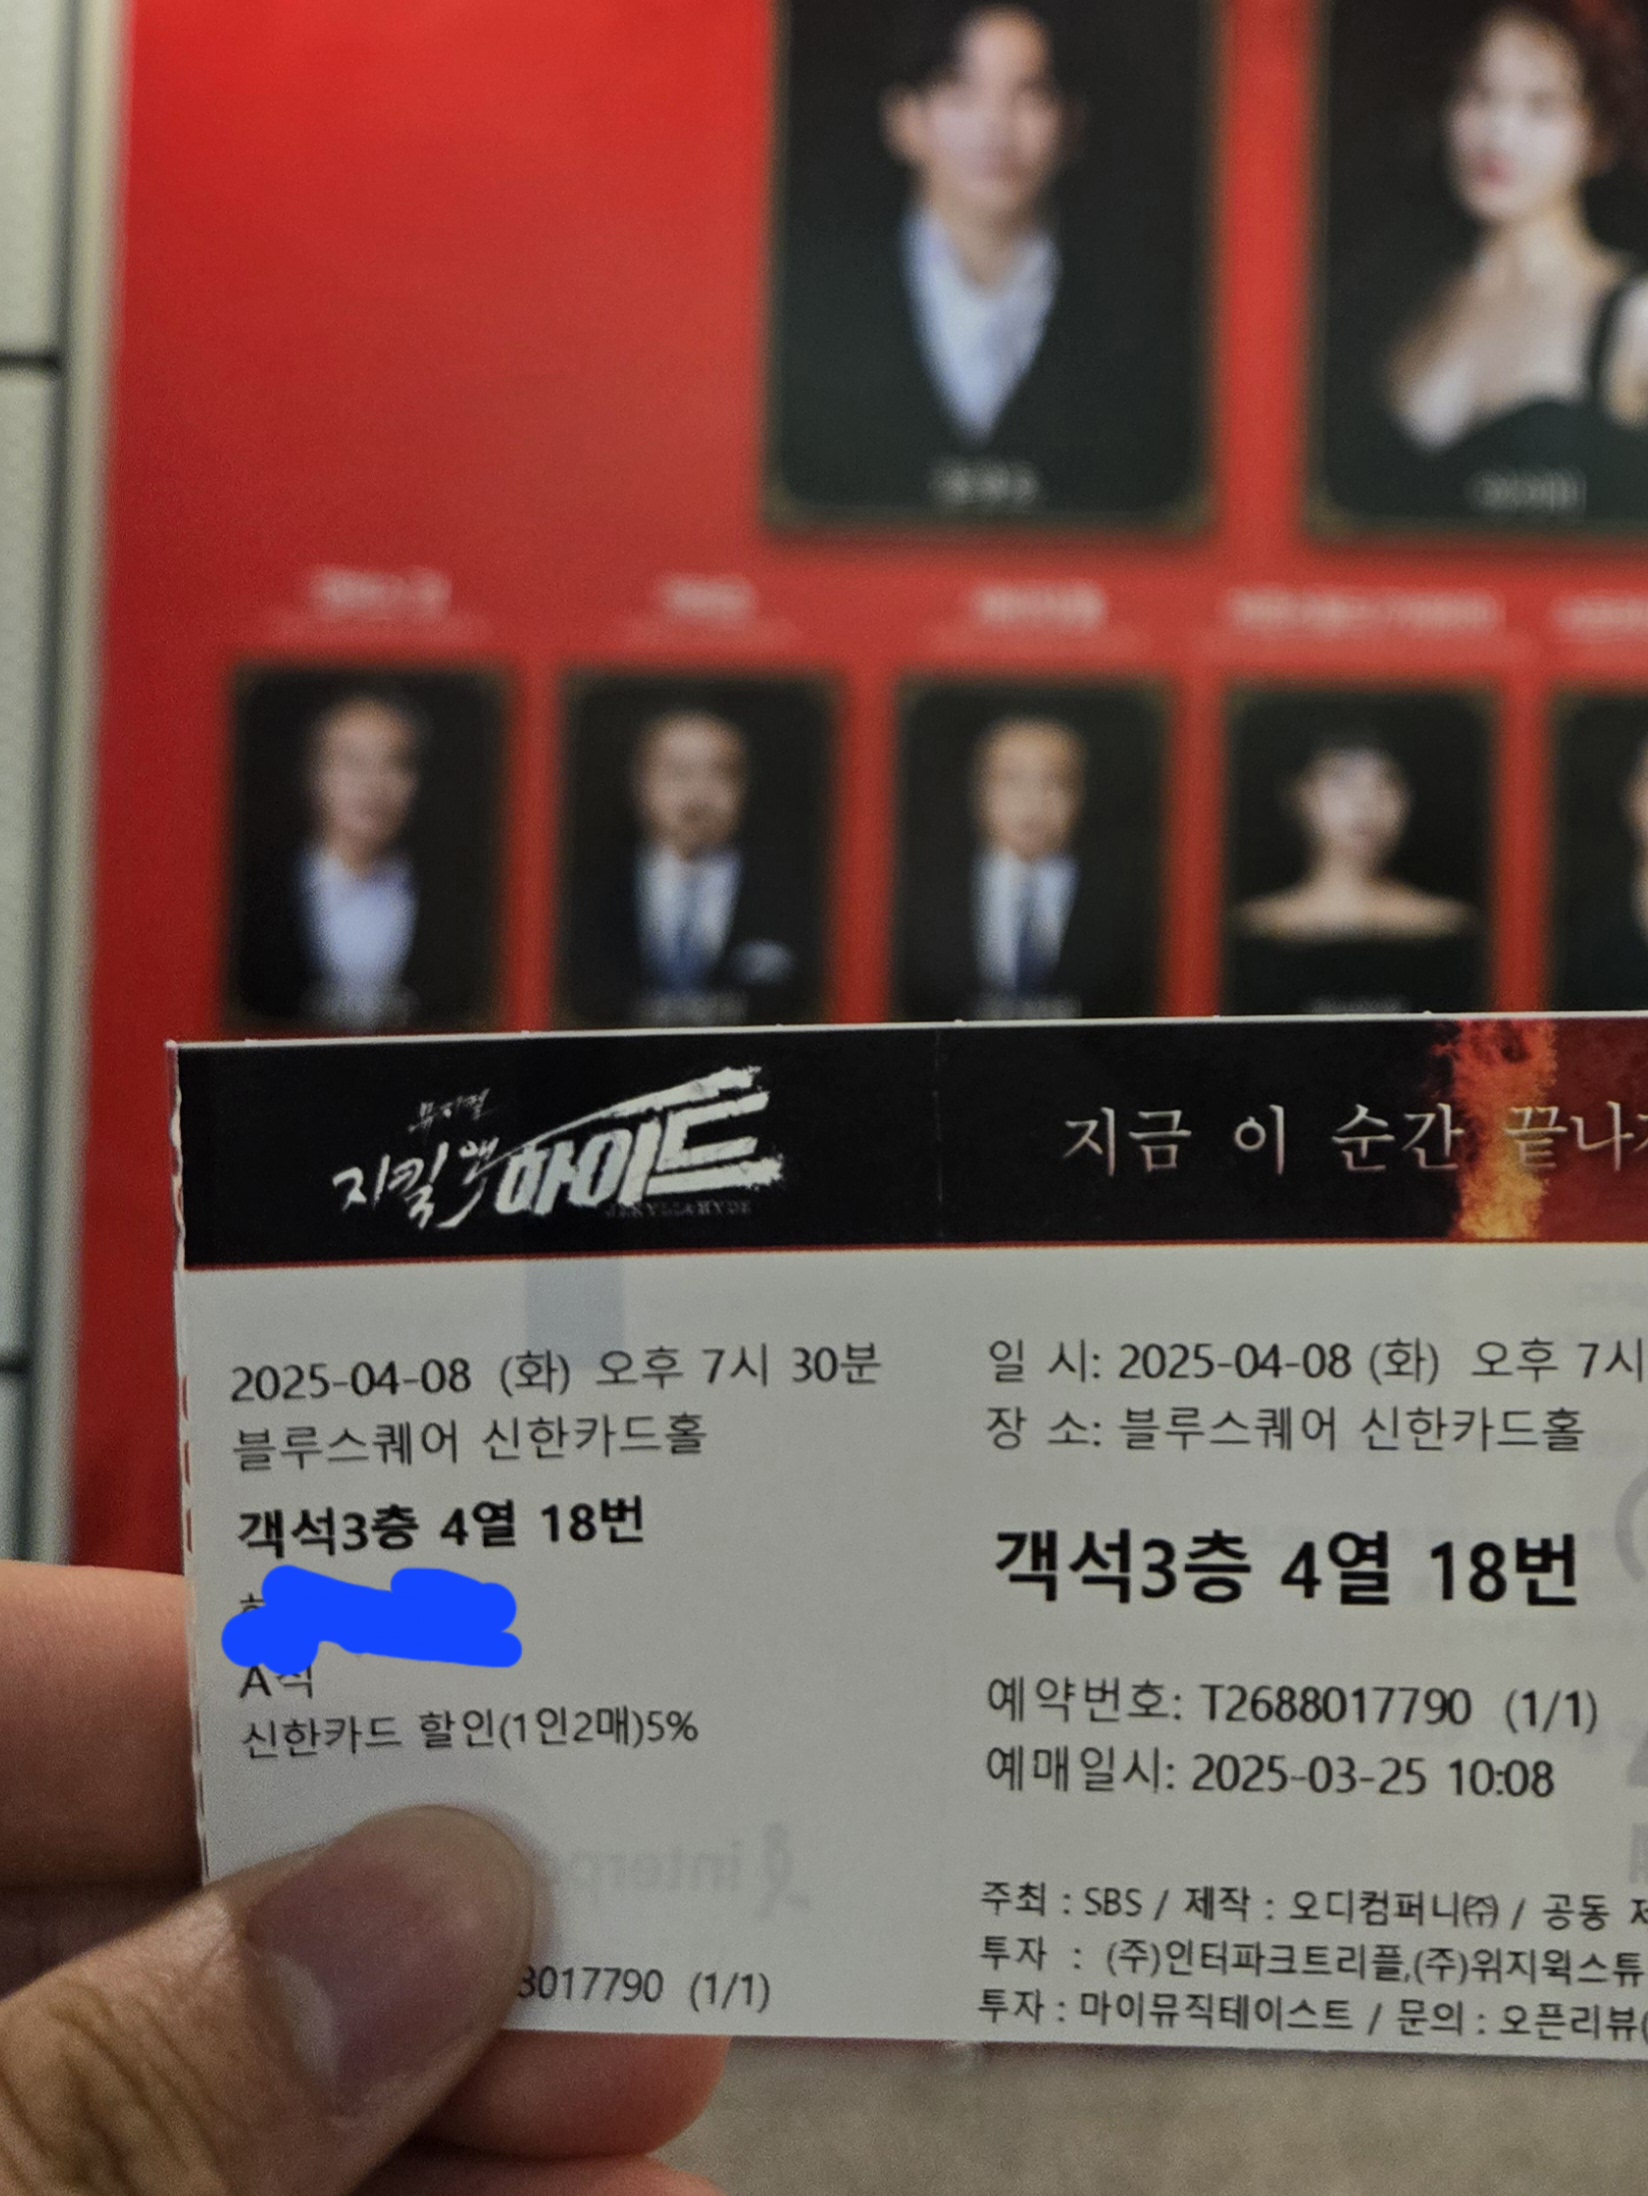 뮤지컬
지킬앤하이드
JEKYLL&HYDE
지금 이 순간 끝나지
2025-04-08 (화) 오후 7시 30분
블루스퀘어 신한카드홀
객석3층 4열 18번
A석
신한카드 할인(1인2매)5%
3017790 (1/1)
일 시: 2025-04-08 (화) 오후 7시
장 소: 블루스퀘어 신한카드홀
객석3층 4열 18번
예약번호: T2688017790 (1/1)
예매일시: 2025-03-25 10:08
주최 : SBS / 제작 : 오디컴퍼니㈜ / 공동
투자 : (주)인터파크트리플,(주)위지윅스튜
투자 : 마이뮤직테이스트 / 문의 : 오픈리뷰(